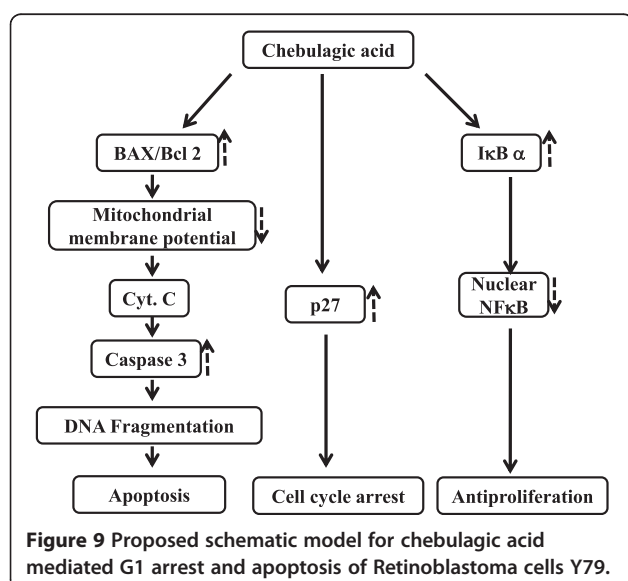 Chebulagic acid
BAX/Bcl 2
IκB α
Mitochondrial
membrane potential
Cyt. C
p27
Nuclear
NFκB
Caspase 3
DNA Fragmentation
Apoptosis
Cell cycle arrest
Antiproliferation
Figure 9 Proposed schematic model for chebulagic acid
mediated G1 arrest and apoptosis of Retinoblastoma cells Y79.